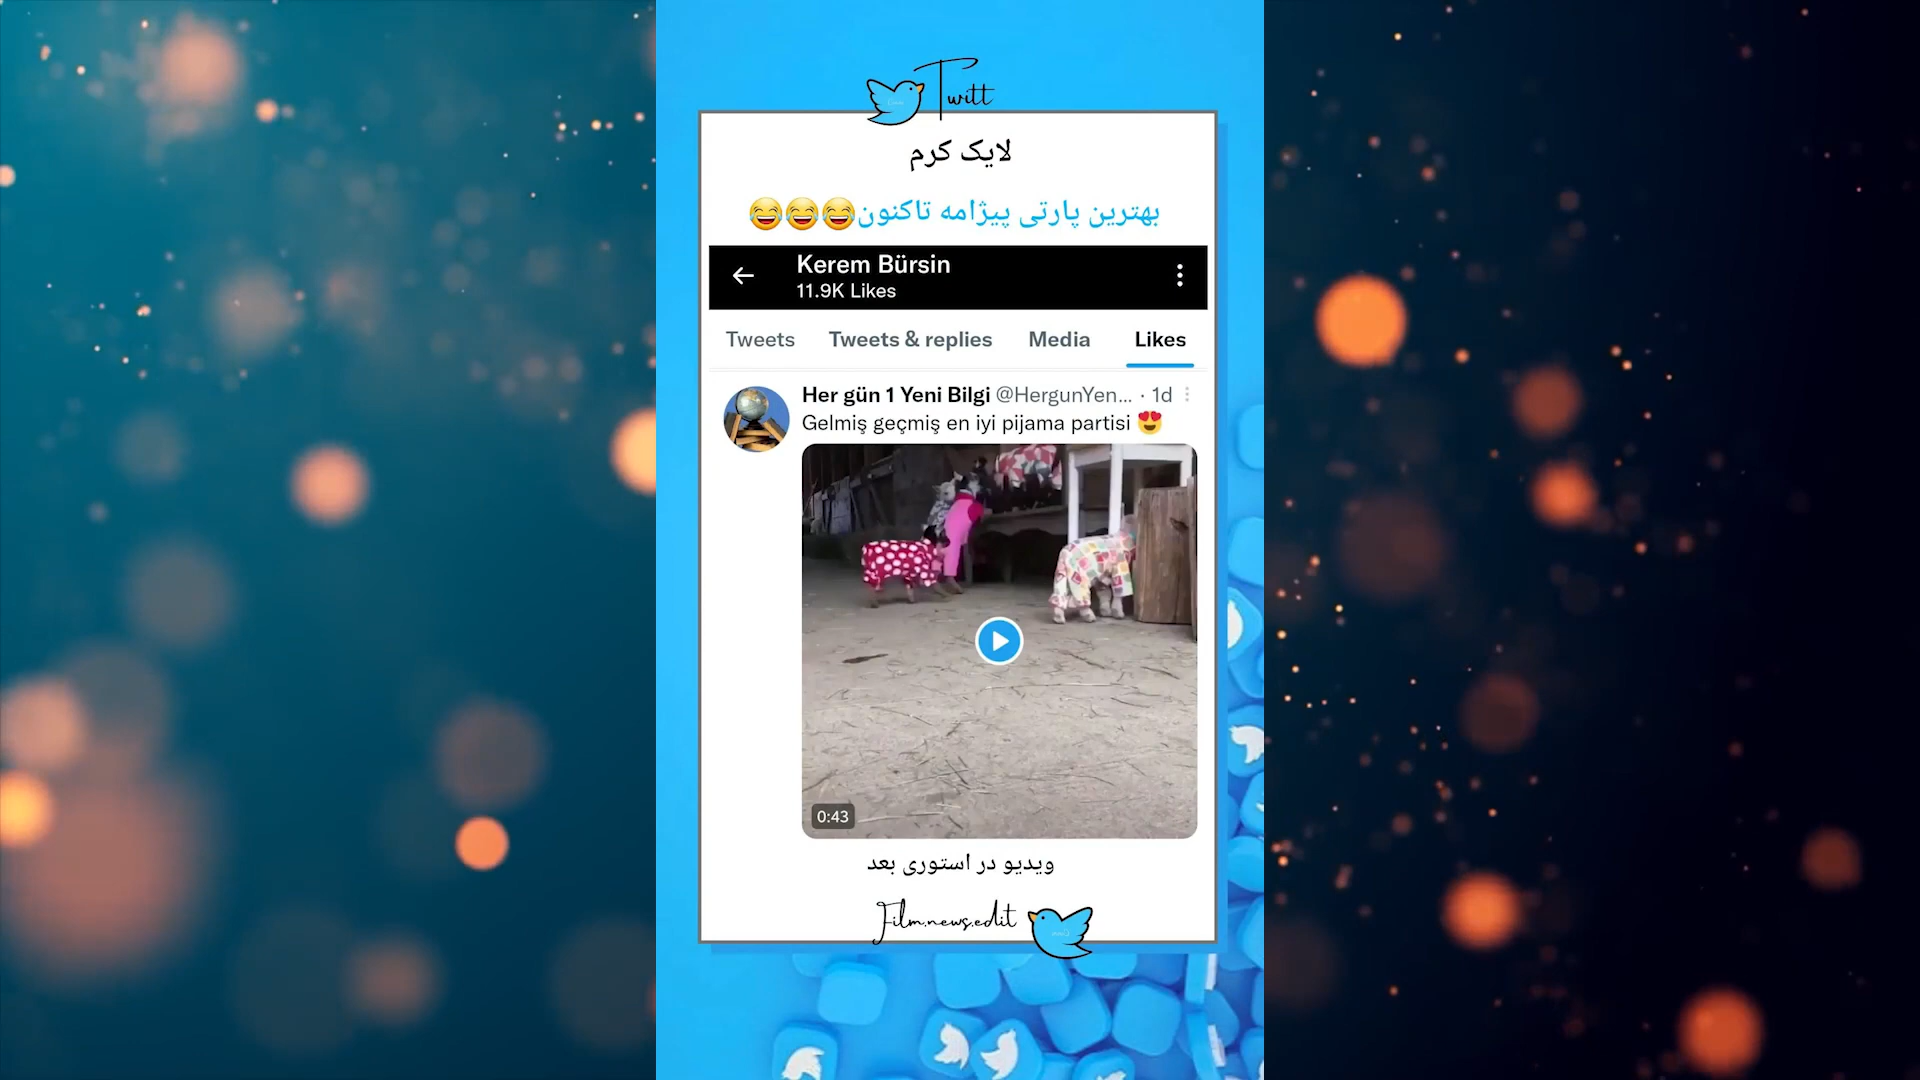 Twitt
لایک کرم
بهترین پارتی پیژامه تاکنون😂😂😂
Kerem Bürsin
11.9K Likes
Tweets Tweets & replies Media Likes
Her gün 1 Yeni Bilgi @HergunYen... · 1d
Gelmiş geçmiş en iyi pijama partisi 😍
0:43
ویدیو در استوری بعد
Film.news.edit